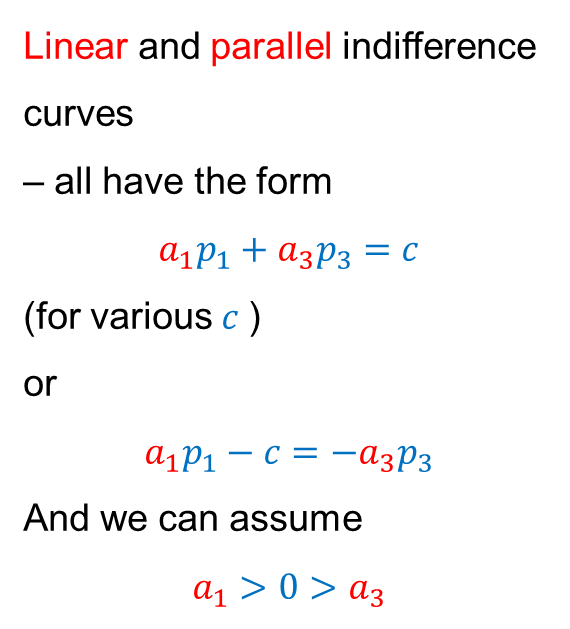 Linear and parallel indifference
curves
– all have the form
a₁p₁ + a₃p₃ = c
(for various c )
or
a₁p₁ − c = −a₃p₃
And we can assume
a₁ > 0 > a₃